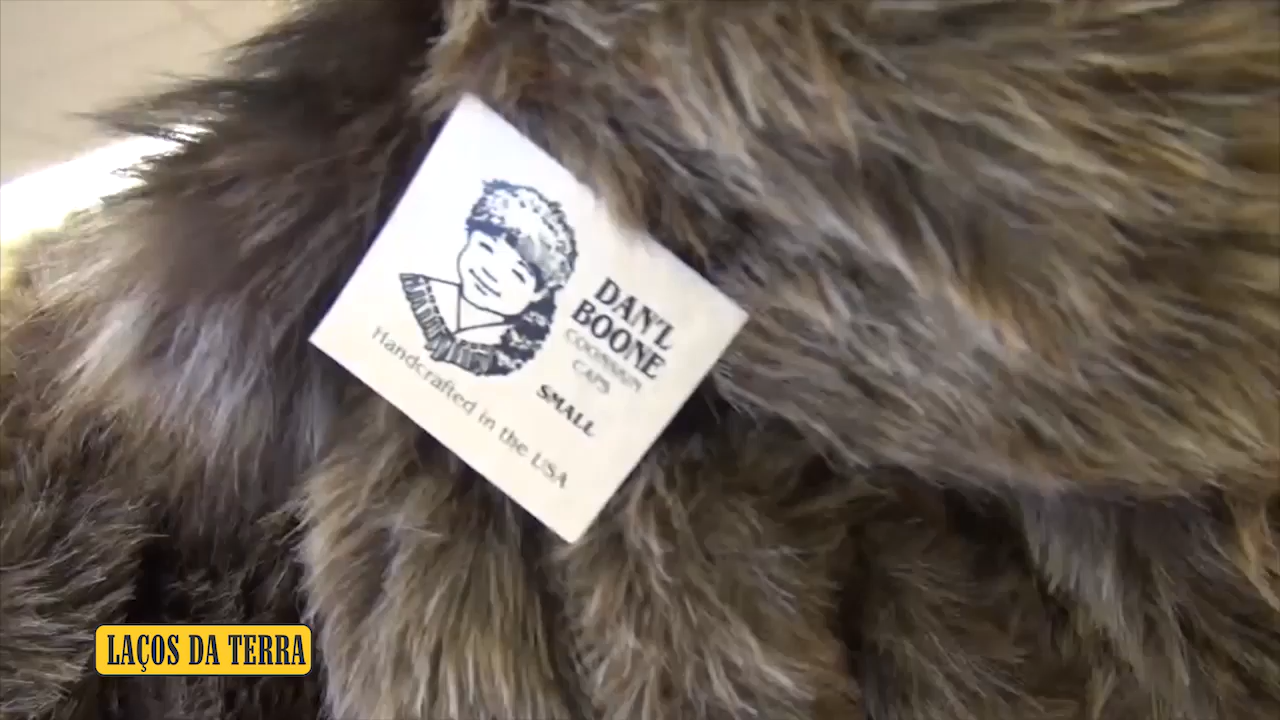 DAN'L
BOONE
COONSKIN
CAPS
SMALL
Handcrafted in the USA
LAÇOS DA TERRA